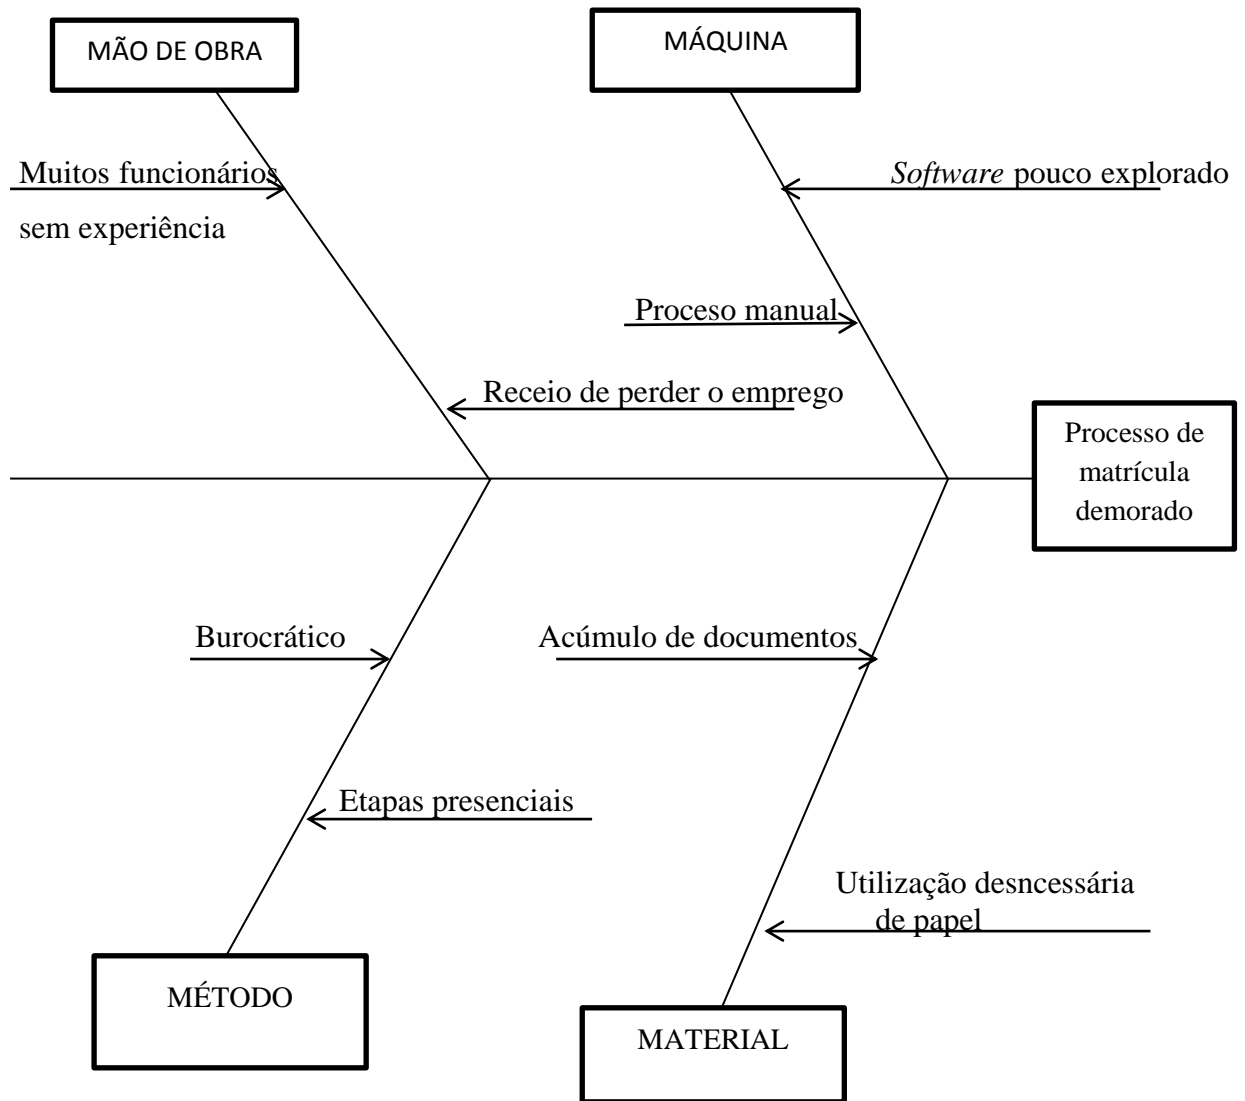 MÃO DE OBRA
MÁQUINA
Muitos funcionários
sem experiência
Software pouco explorado
Proceso manual
Receio de perder o emprego
Processo de
matrícula
demorado
Burocrático
Acúmulo de documentos
Etapas presenciais
Utilização desncessária
de papel
MÉTODO
MATERIAL